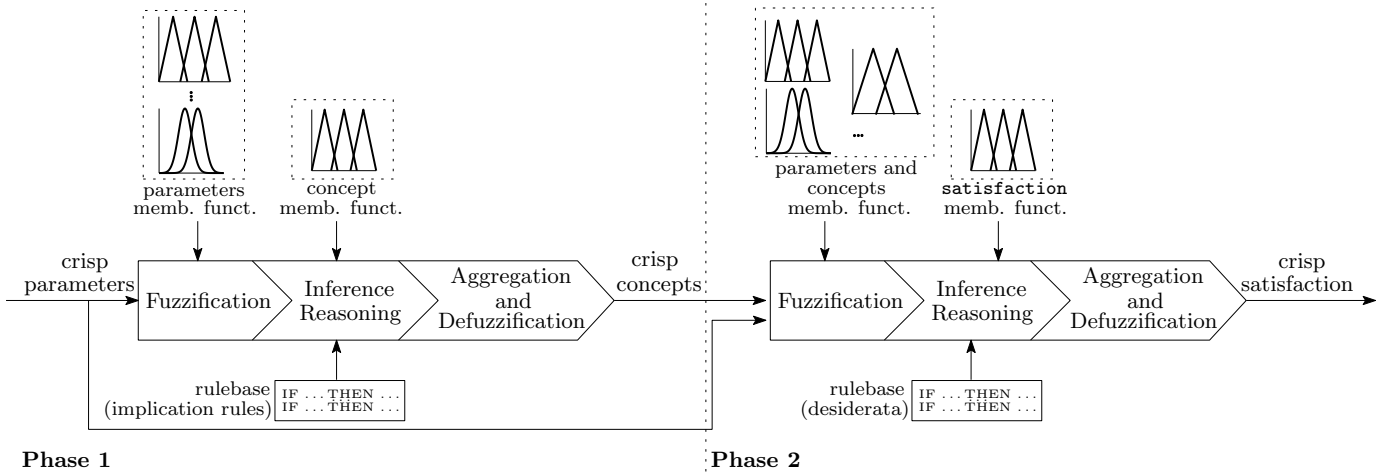 parameters
memb. funct.
concept
memb. funct.
crisp
parameters
Fuzzification
Inference
Reasoning
Aggregation
and
Defuzzification
crisp
concepts
rulebase
(implication rules)
IF ... THEN ...
IF ... THEN ...
Phase 1
...
parameters and
concepts
memb. funct.
satisfaction
memb. funct.
Fuzzification
Inference
Reasoning
Aggregation
and
Defuzzification
crisp
satisfaction
rulebase
(desiderata)
IF ... THEN ...
IF ... THEN ...
Phase 2